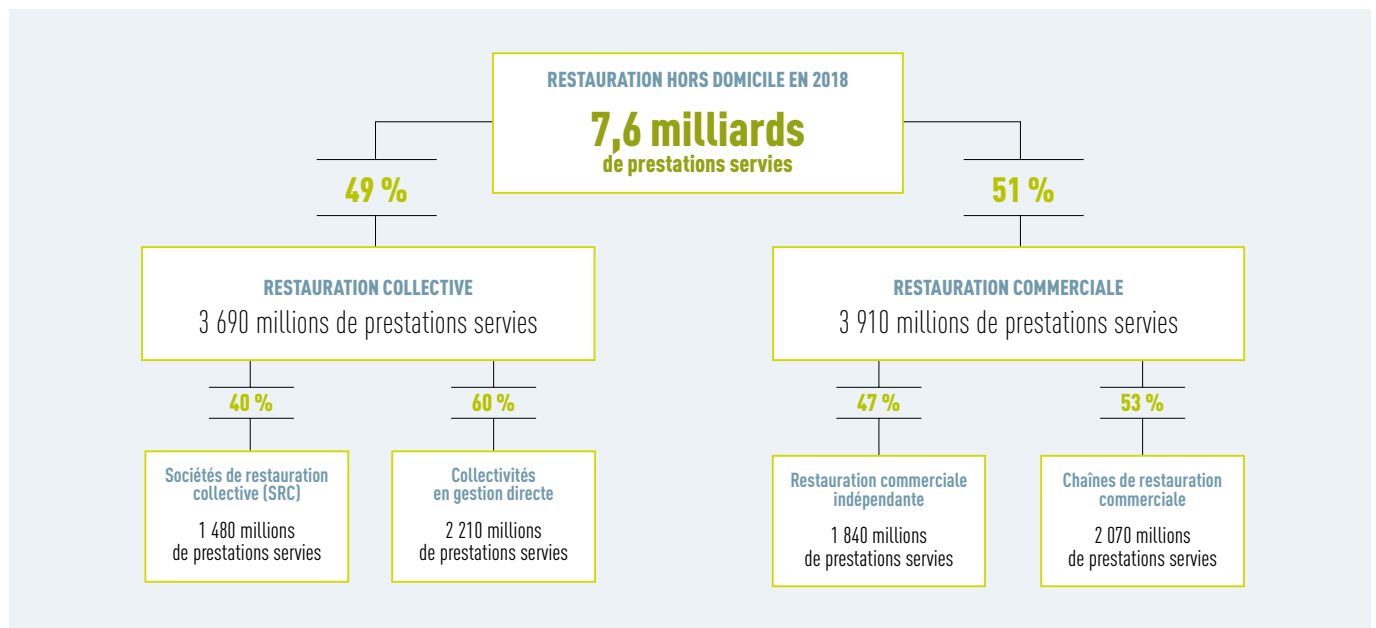 RESTAURATION HORS DOMICILE EN 2018
7,6 milliards
de prestations servies
49 %
51 %
RESTAURATION COLLECTIVE
3 690 millions de prestations servies
RESTAURATION COMMERCIALE
3 910 millions de prestations servies
40 %
60 %
47 %
53 %
Sociétés de restauration
collective (SRC)
1 480 millions
de prestations servies
Collectivités
en gestion directe
2 210 millions
de prestations servies
Restauration commerciale
indépendante
1 840 millions
de prestations servies
Chaînes de restauration
commerciale
2 070 millions
de prestations servies